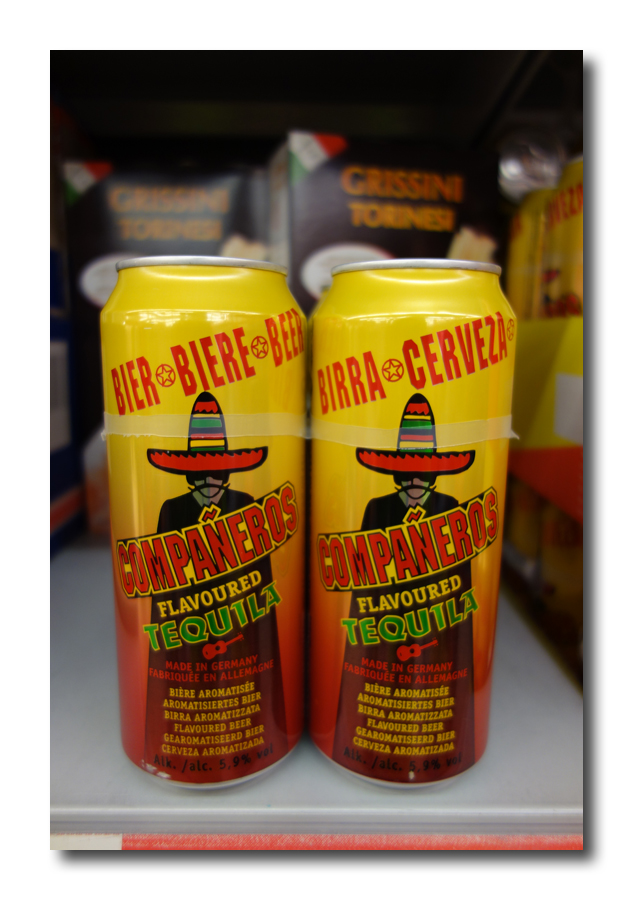 GRISSINI
TORINESI
GRISSINI
TORINESI
BIER BIERE BEER
COMPAÑEROS
FLAVOURED
TEQUILA
MADE IN GERMANY
FABRIQUÉE EN ALLEMAGNE
BIÈRE AROMATISÉE
AROMATISIERTES BIER
BIRRA AROMATIZZATA
FLAVOURED BEER
GEAROMATISEERD BIER
CERVEZA AROMATIZADA
Alk. /alc. 5,9% vol
BIRRA CERVEZA
COMPAÑEROS
FLAVOURED
TEQUILA
MADE IN GERMANY
FABRIQUÉE EN ALLEMAGNE
BIÈRE AROMATISÉE
AROMATISIERTES BIER
BIRRA AROMATIZZATA
FLAVOURED BEER
GEAROMATISEERD BIER
CERVEZA AROMATIZADA
Alk. /alc. 5,9% vol